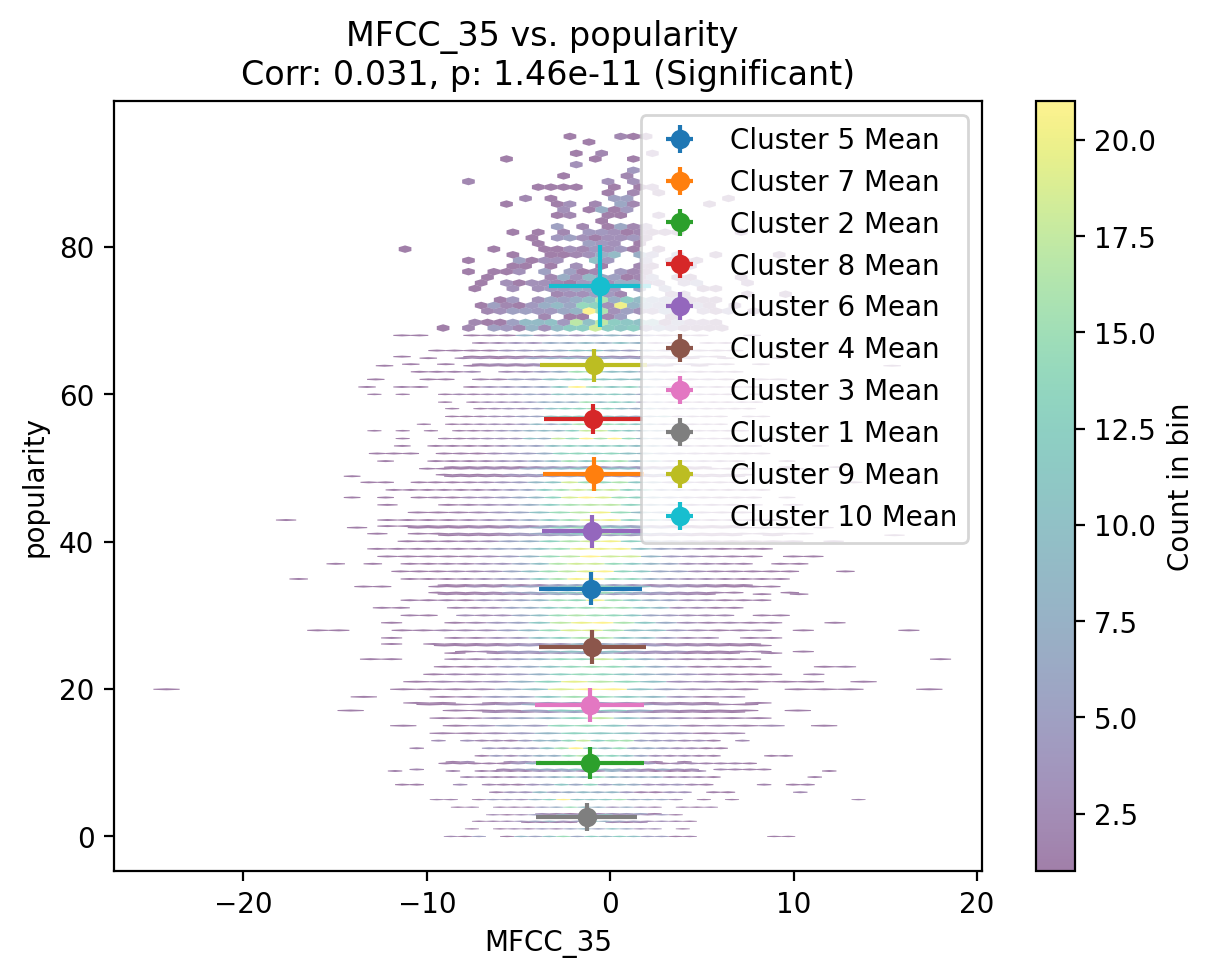 MFCC_35 vs. popularity
Corr: 0.031, p: 1.46e-11 (Significant)
Cluster 5 Mean
Cluster 7 Mean
Cluster 2 Mean
Cluster 8 Mean
Cluster 6 Mean
Cluster 4 Mean
Cluster 3 Mean
Cluster 1 Mean
Cluster 9 Mean
Cluster 10 Mean
popularity
80
60
40
20
0
−20
−10
0
10
20
MFCC_35
20.0
17.5
15.0
12.5
10.0
7.5
5.0
2.5
Count in bin